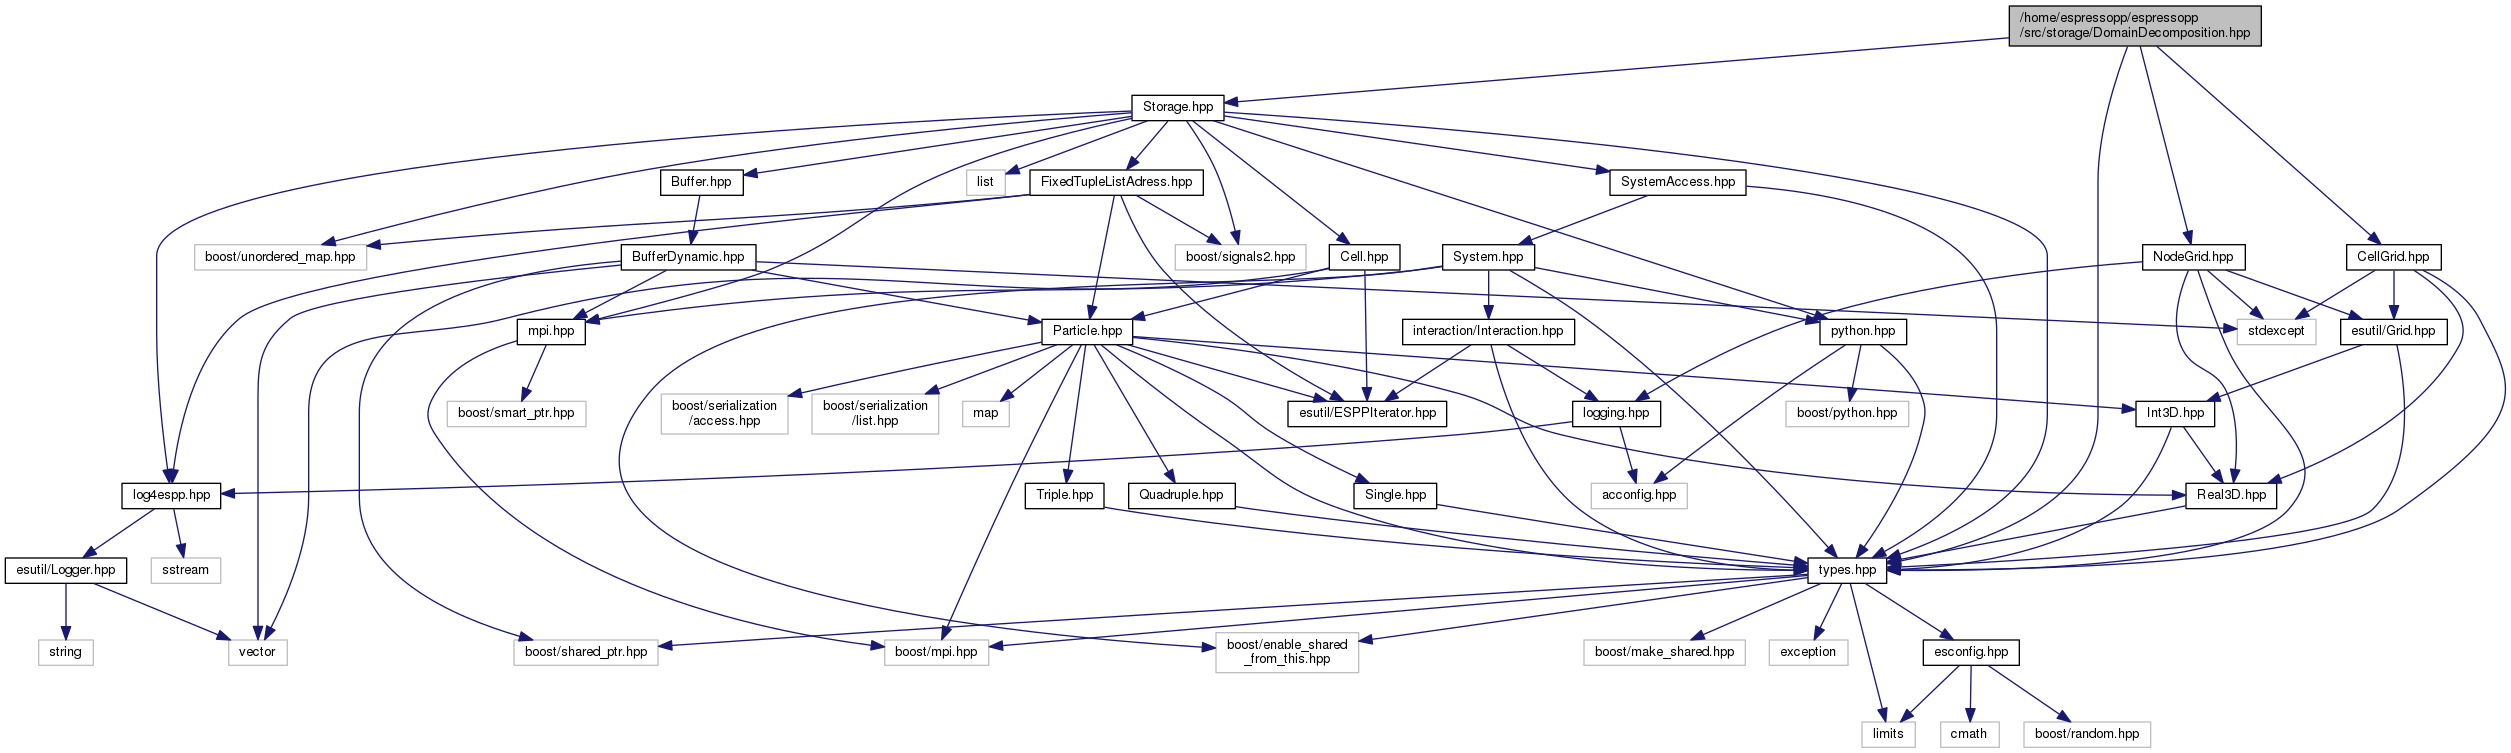 /home/espressopp/espressopp
/src/storage/DomainDecomposition.hpp
Storage.hpp
Buffer.hpp
list
FixedTupleListAdress.hpp
SystemAccess.hpp
boost/unordered_map.hpp
BufferDynamic.hpp
boost/signals2.hpp
Cell.hpp
System.hpp
NodeGrid.hpp
CellGrid.hpp
mpi.hpp
Particle.hpp
interaction/Interaction.hpp
python.hpp
stdexcept
esutil/Grid.hpp
boost/smart_ptr.hpp
boost/serialization
/access.hpp
boost/serialization
/list.hpp
map
esutil/ESPPIterator.hpp
logging.hpp
boost/python.hpp
Int3D.hpp
log4espp.hpp
Triple.hpp
Quadruple.hpp
Single.hpp
acconfig.hpp
Real3D.hpp
esutil/Logger.hpp
sstream
types.hpp
string
vector
boost/shared_ptr.hpp
boost/mpi.hpp
boost/enable_shared
_from_this.hpp
boost/make_shared.hpp
exception
esconfig.hpp
limits
cmath
boost/random.hpp